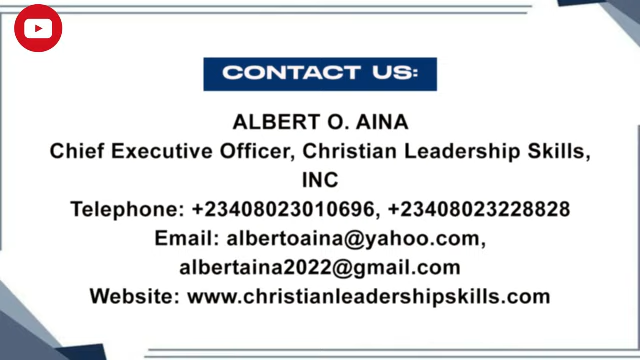 CONTACT US:
ALBERT O. AINA
Chief Executive Officer, Christian Leadership Skills,
INC
Telephone: +23408023010696, +23408023228828
Email: albertoaina@yahoo.com,
albertaina2022@gmail.com
Website: www.christianleadershipskills.com